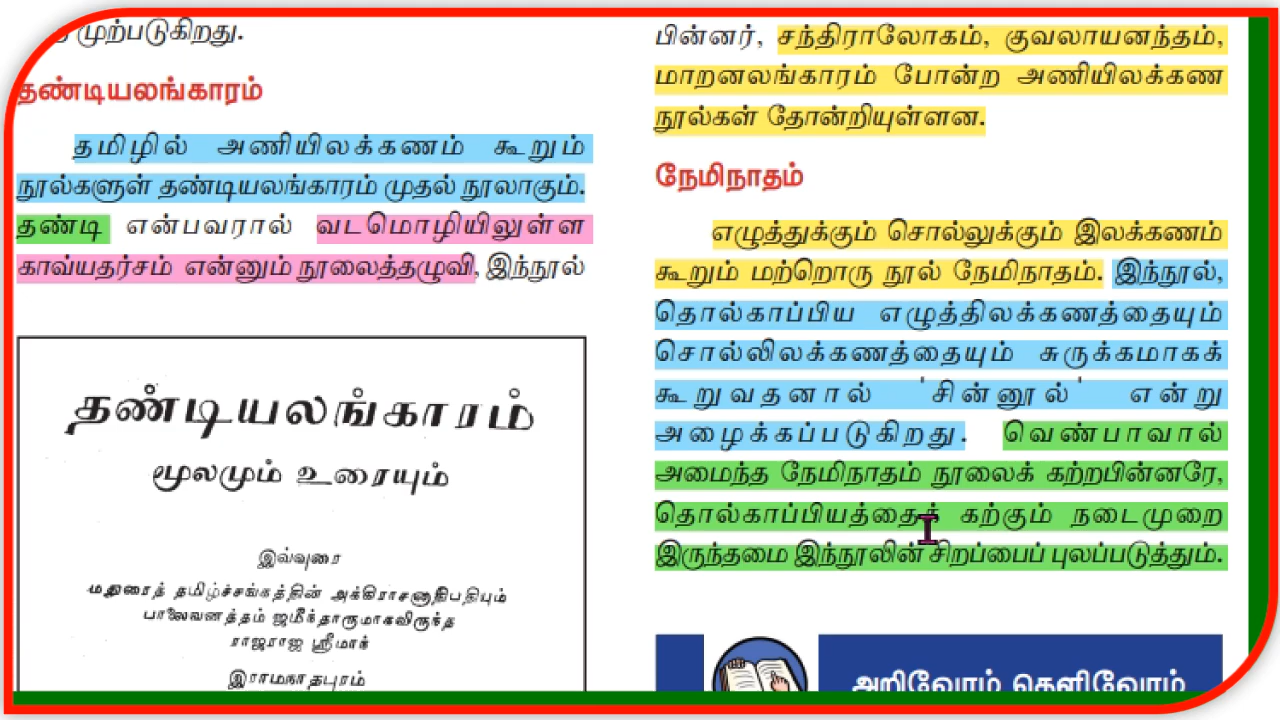 முற்படுகிறது.
தண்டியலங்காரம்
தமிழில் அணியிலக்கணம் கூறும்
நூல்களுள் தண்டியலங்காரம் முதல் நூலாகும்.
தண்டி என்பவரால் வடமொழியிலுள்ள
காவ்யதர்சம் என்னும் நூலைத்தழுவி, இந்நூல்
தண்டியலங்காரம்
மூலமும் உரையும்
இவ்வுரை
மதுரைத் தமிழ்ச்சங்கத்தின் அக்கிராசனாதிபதியும்
பாலைவனத்தம் ஜமீந்தாருமாகவிருந்த
ராஜராஜ ஸ்ரீமாக்
இராமநாதபுரம்
பின்னர், சந்திராலோகம், குவலாயனந்தம்,
மாறனலங்காரம் போன்ற அணியிலக்கண
நூல்கள் தோன்றியுள்ளன.
நேமிநாதம்
எழுத்துக்கும் சொல்லுக்கும் இலக்கணம்
கூறும் மற்றொரு நூல் நேமிநாதம். இந்நூல்,
தொல்காப்பிய எழுத்திலக்கணத்தையும்
சொல்லிலக்கணத்தையும் சுருக்கமாகக்
கூறுவதனால் 'சின்னூல்' என்று
அழைக்கப்படுகிறது. வெண்பாவால்
அமைந்த நேமிநாதம் நூலைக் கற்றபின்னரே,
தொல்காப்பியத்தைக் கற்கும் நடைமுறை
இருந்தமை இந்நூலின் சிறப்பைப் புலப்படுத்தும்.
அறிவோம் தெளிவோம்